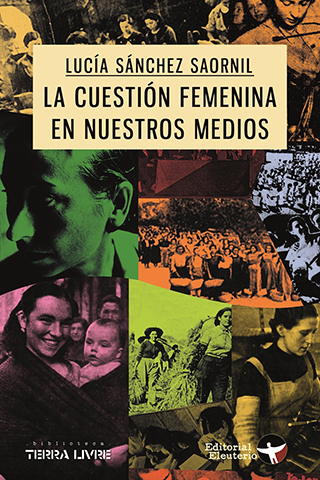 LUCÍA SÁNCHEZ SAORNIL
LA CUESTIÓN FEMENINA
EN NUESTROS MEDIOS
.biblioteca
TERRA LIVRE
Editorial
Eleuterio